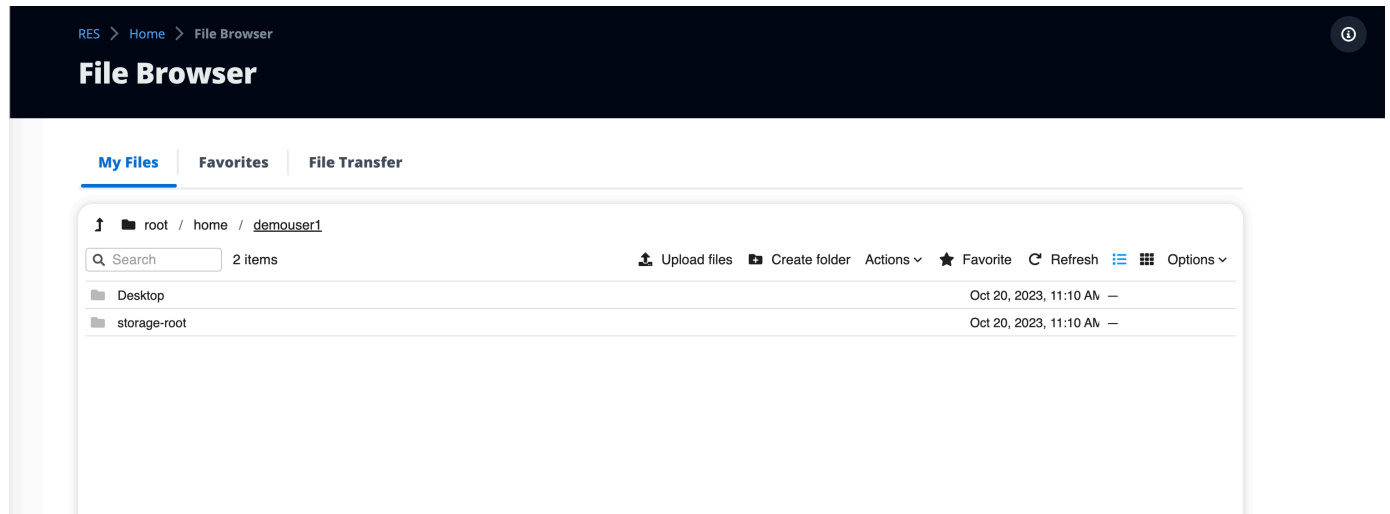 RES > Home > File Browser
File Browser
My Files Favorites File Transfer
root / home / demouser1
Search 2 items Upload files Create folder Actions Favorite Refresh Options
Desktop Oct 20, 2023, 11:10 AM —
storage-root Oct 20, 2023, 11:10 AM —